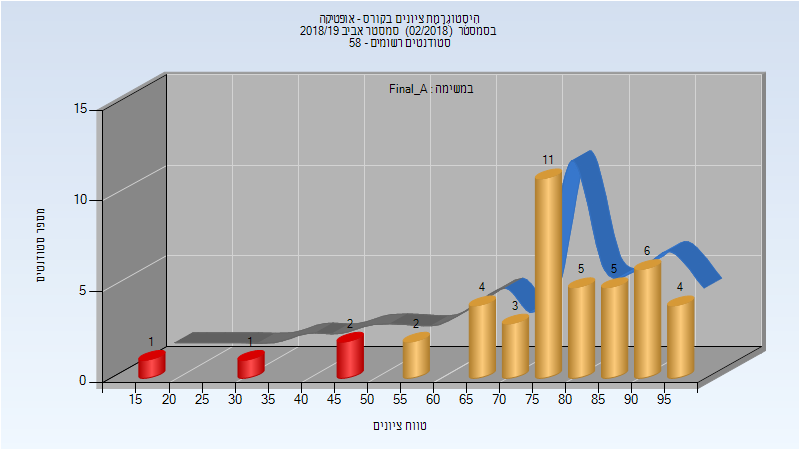 היסטוגרמת ציונים בקורס - אופטיקה
בסמסטר (02/2018) סמסטר אביב 2018/19
סטודנטים רשומים - 58
במשימה : Final_A
15
10
5
0
מספר סטודנטים
1
1
2
2
4
3
11
5
5
6
4
15 20 25 30 35 40 45 50 55 60 65 70 75 80 85 90 95
טווח ציונים